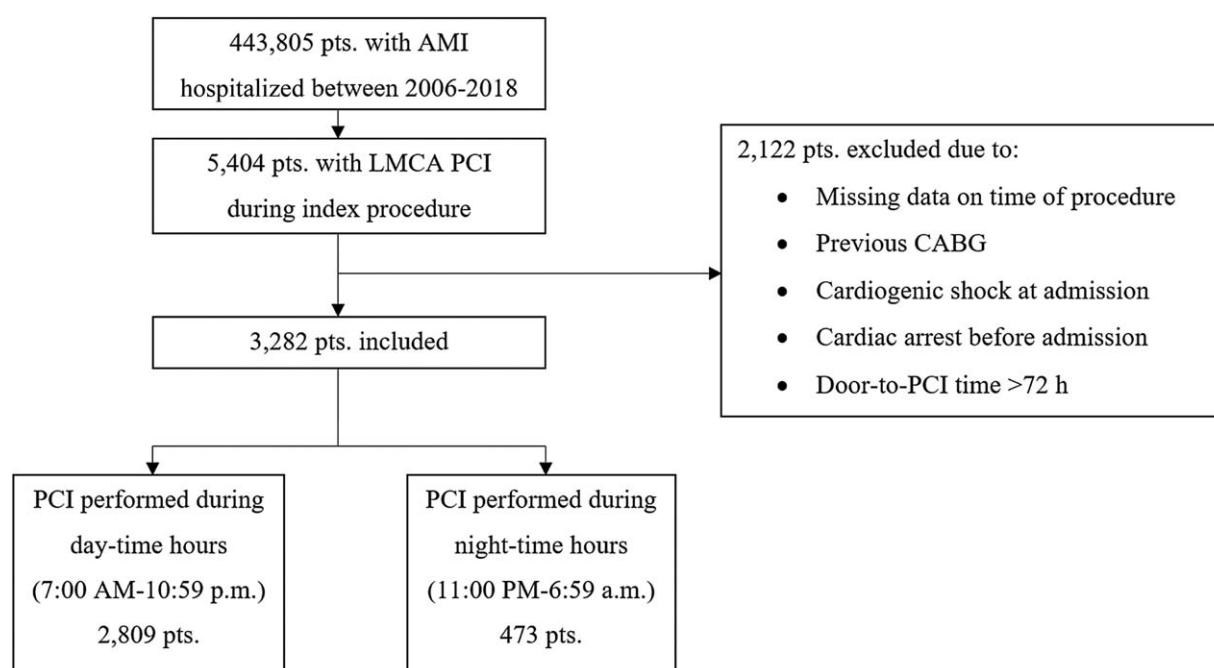 443,805 pts. with AMI
hospitalized between 2006-2018
5,404 pts. with LMCA PCI
during index procedure
2,122 pts. excluded due to:
• Missing data on time of procedure
• Previous CABG
• Cardiogenic shock at admission
• Cardiac arrest before admission
• Door-to-PCI time >72 h
3,282 pts. included
PCI performed during
day-time hours
(7:00 AM-10:59 p.m.)
2,809 pts.
PCI performed during
night-time hours
(11:00 PM-6:59 a.m.)
473 pts.